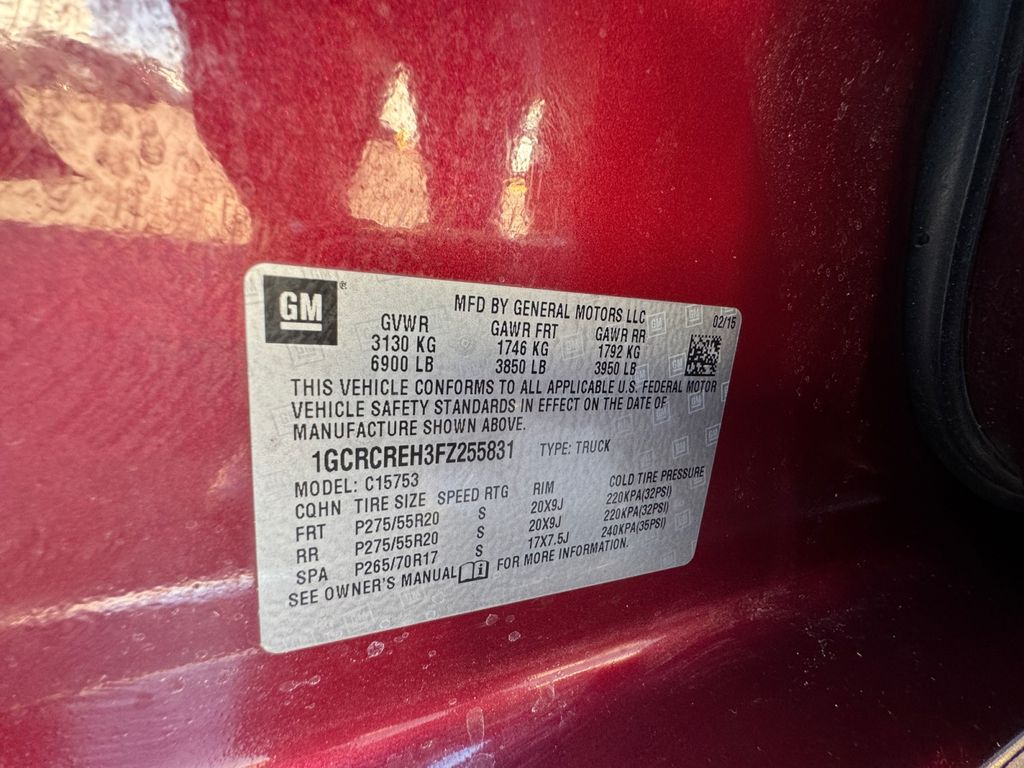 GM ®
MFD BY GENERAL MOTORS LLC 02/15
GVWR GAWR FRT GAWR RR
3130 KG 1746 KG 1792 KG
6900 LB 3850 LB 3950 LB
THIS VEHICLE CONFORMS TO ALL APPLICABLE U.S. FEDERAL MOTOR
VEHICLE SAFETY STANDARDS IN EFFECT ON THE DATE OF
MANUFACTURE SHOWN ABOVE.
1GCRCREH3FZ255831 TYPE: TRUCK
MODEL: C15753
CQHN TIRE SIZE SPEED RTG RIM COLD TIRE PRESSURE
FRT P275/55R20 S 20X9J 220KPA(32PSI)
RR P275/55R20 S 20X9J 220KPA(32PSI)
SPA P265/70R17 S 17X7.5J 240KPA(35PSI)
SEE OWNER'S MANUAL FOR MORE INFORMATION.